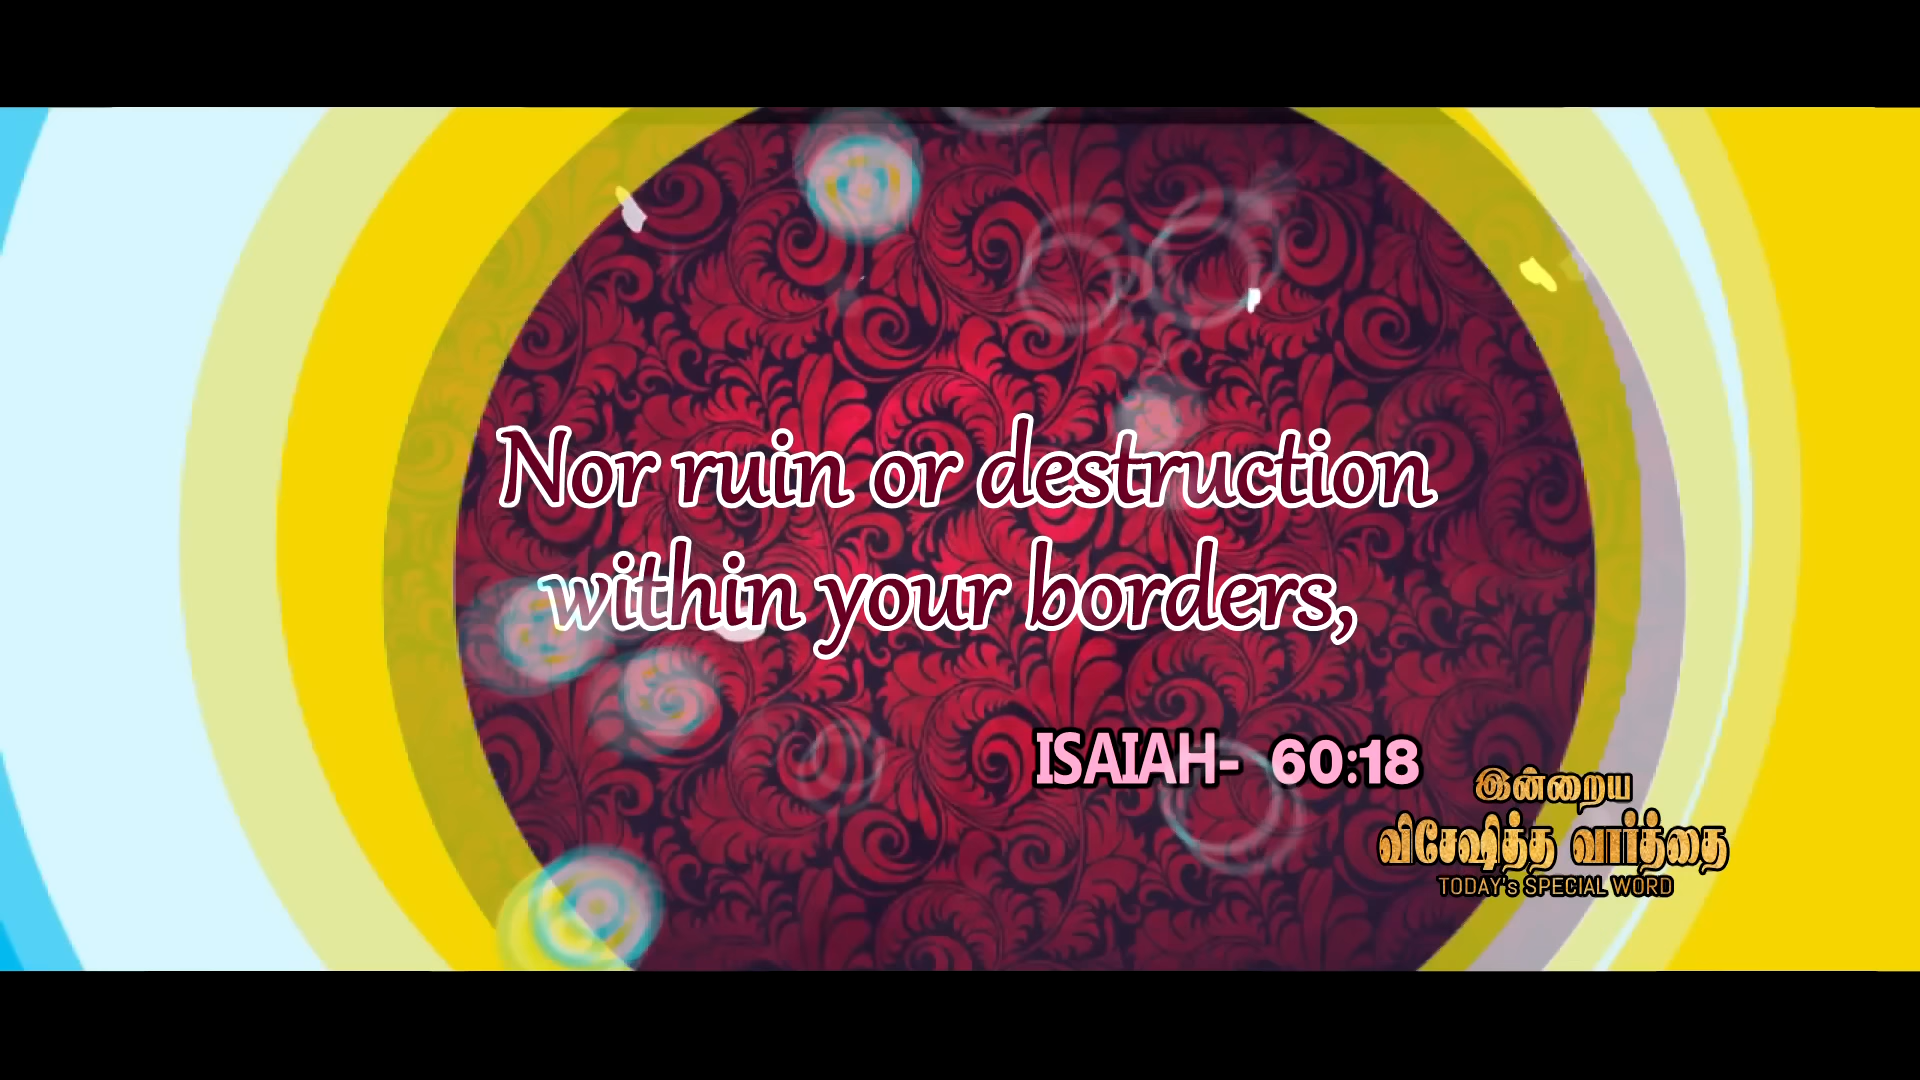 Nor ruin or destruction
within your borders,
ISAIAH- 60:18
இன்றைய
விசேஷித்த வார்த்தை
TODAY's SPECIAL WORD